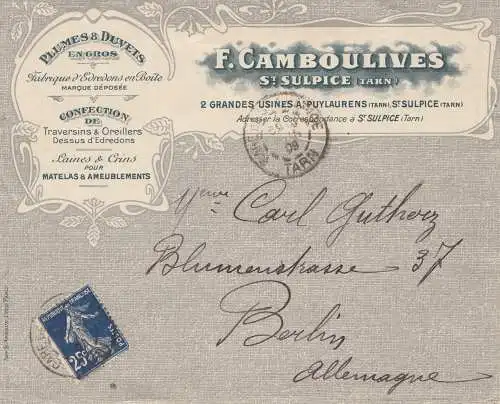 PLUMES & DUVETS
EN GROS
Fabrique d'Edredons en Boîte
MARQUE DÉPOSÉE
CONFECTION
DE
Traversins & Oreillers
Dessus d'Edredons
Laines & Crins
POUR
MATELAS & AMEUBLEMENTS
F. CAMBOULIVES
ST SULPICE (TARN)
2 GRANDES USINES A PUYLAURENS (TARN), ST SULPICE (TARN)
Adresser la Correspondance à ST SULPICE (Tarn)
TARN
09
Carl Gutherz
Blumenstrasse 37
Berlin
Allemagne
REPUBLIQUE FRANÇAISE
POSTES
25c